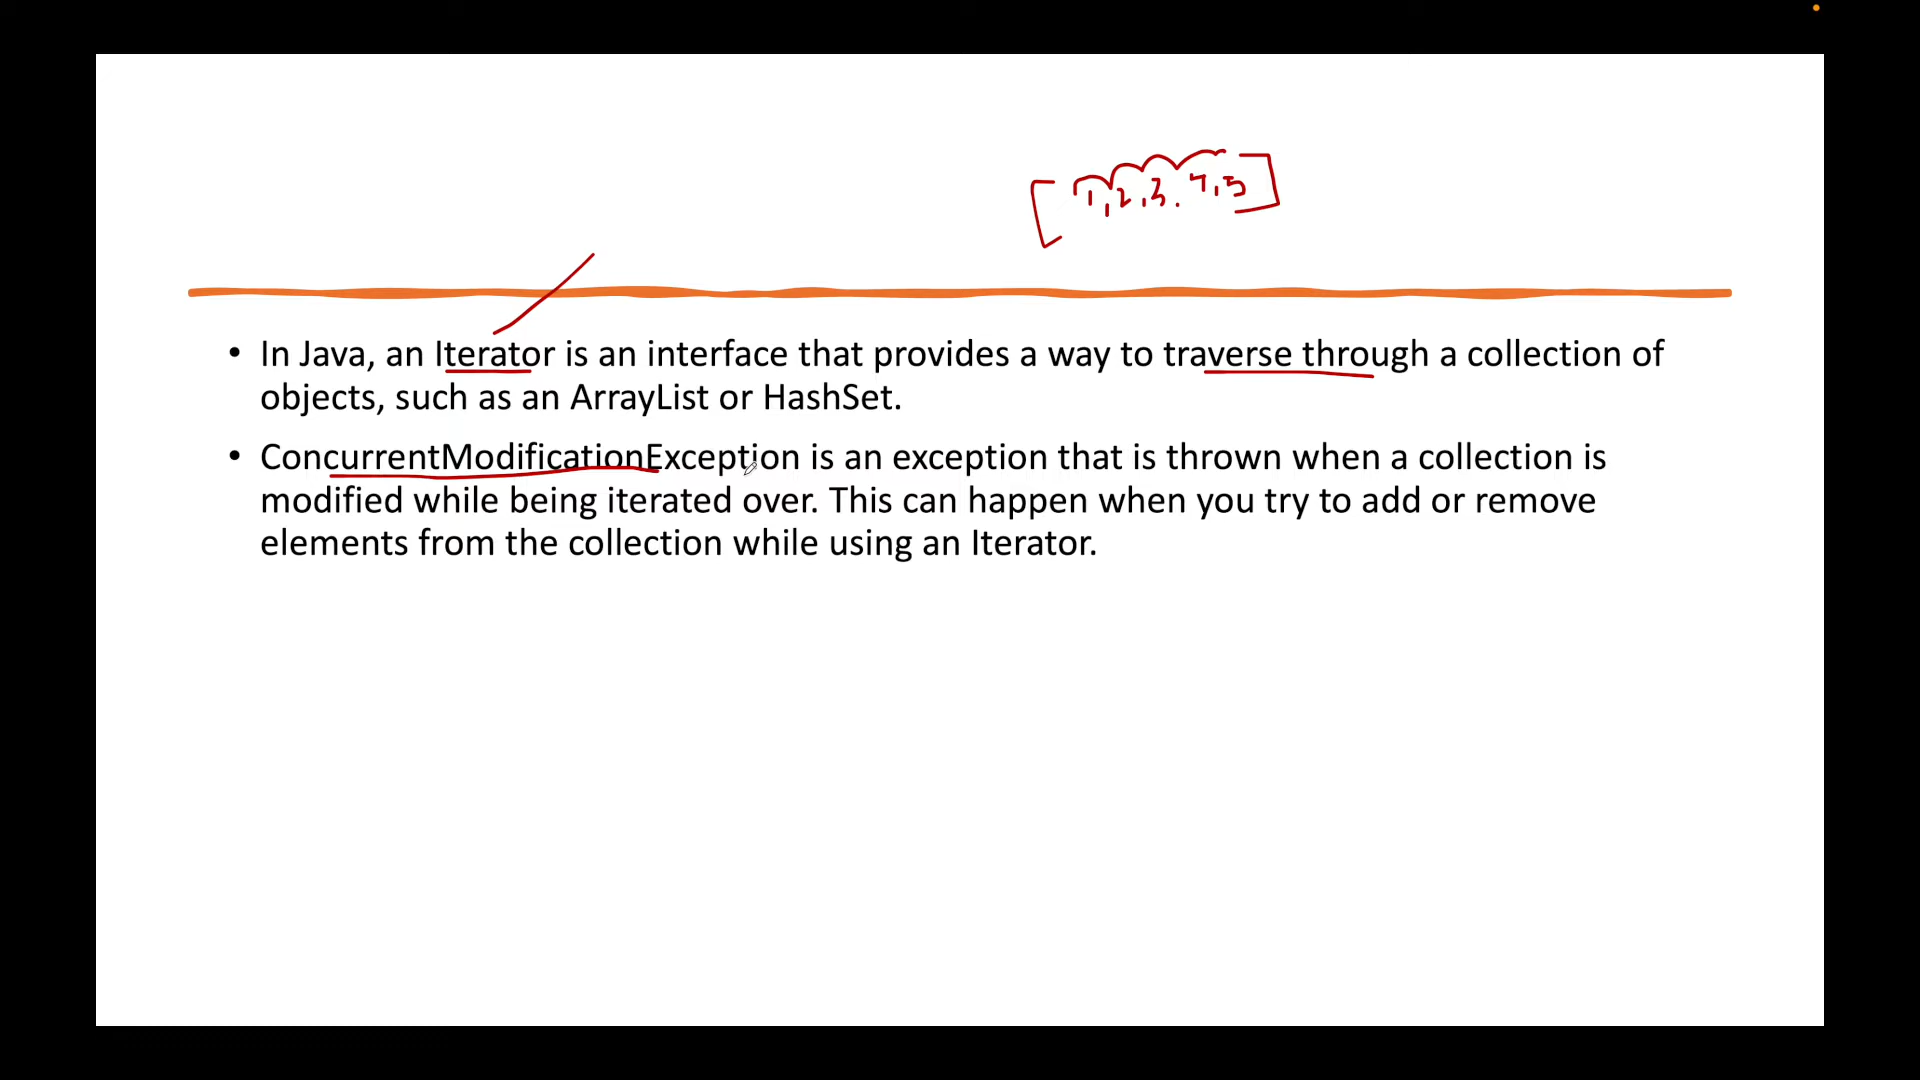 [1,2,3.4,5]
• In Java, an Iterator is an interface that provides a way to traverse through a collection of
objects, such as an ArrayList or HashSet.
• ConcurrentModificationException is an exception that is thrown when a collection is
modified while being iterated over. This can happen when you try to add or remove
elements from the collection while using an Iterator.